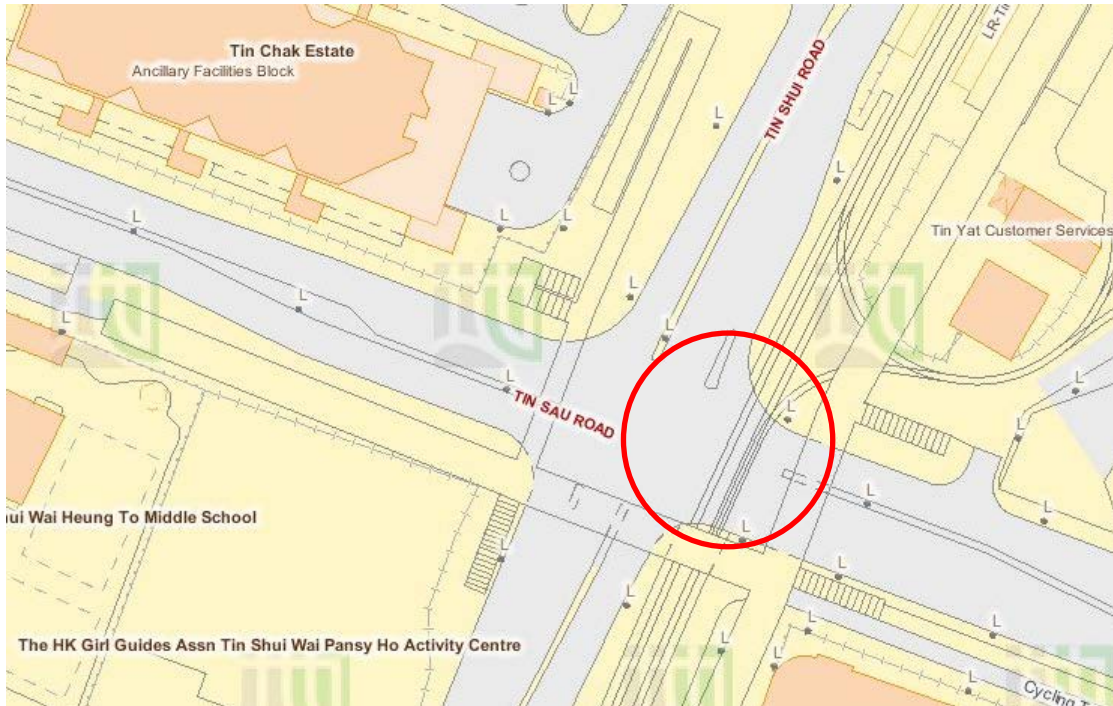 Tin Chak Estate
Ancillary Facilities Block
L
L
L
L
L
L
TIN SHUI ROAD
LR-Ti
L
Tin Yat Customer Services
L
L
L
L
L
L
TIN SAU ROAD
L
L
L
L
L
ui Wai Heung To Middle School
L
L
L
L
L
L
L
The HK Girl Guides Assn Tin Shui Wai Pansy Ho Activity Centre
L
L
L
Cycling T